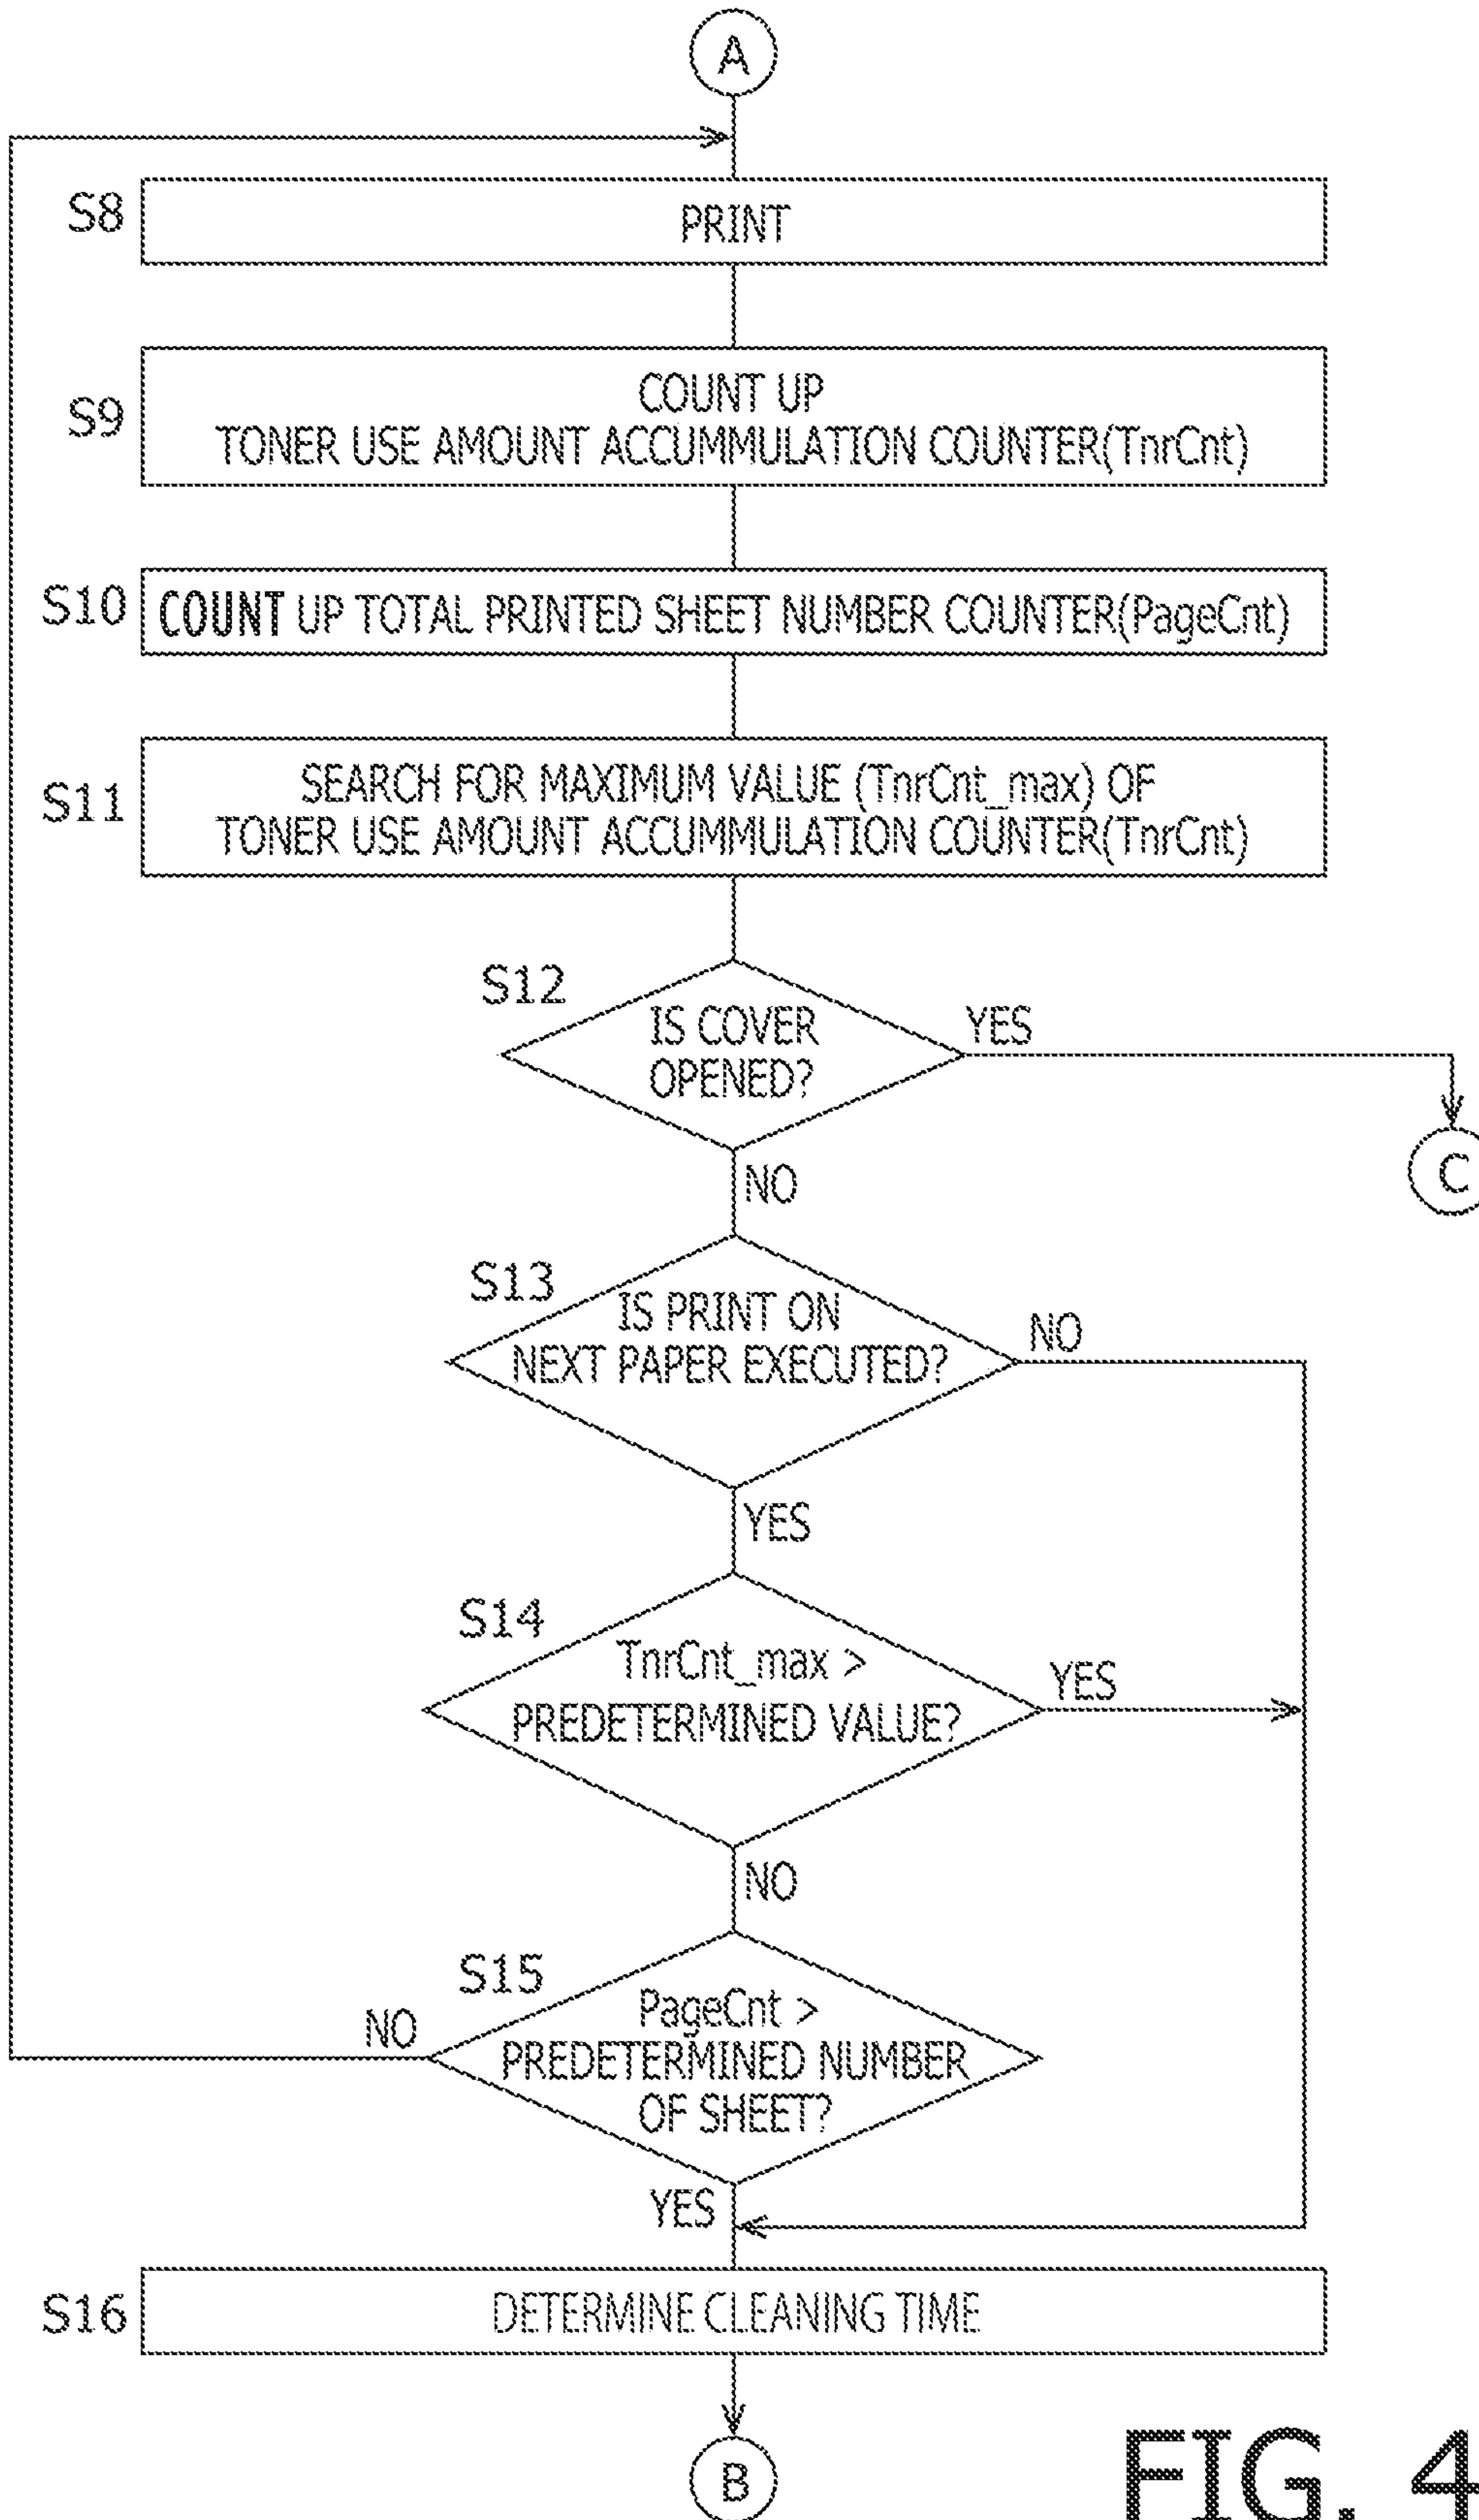 A
S8
PRINT
S9
COUNT UP
TONER USE AMOUNT ACCUMMULATION COUNTER(TnrCnt)
S10
COUNT UP TOTAL PRINTED SHEET NUMBER COUNTER(PageCnt)
S11
SEARCH FOR MAXIMUM VALUE (TnrCnt_max) OF
TONER USE AMOUNT ACCUMMULATION COUNTER(TnrCnt)
S12
IS COVER
OPENED?
YES
C
NO
S13
IS PRINT ON
NEXT PAPER EXECUTED?
NO
YES
S14
TnrCnt_max >
PREDETERMINED VALUE?
YES
NO
S15
PageCnt >
PREDETERMINED NUMBER
OF SHEET?
NO
YES
S16
DETERMINE CLEANING TIME
B
FIG. 4